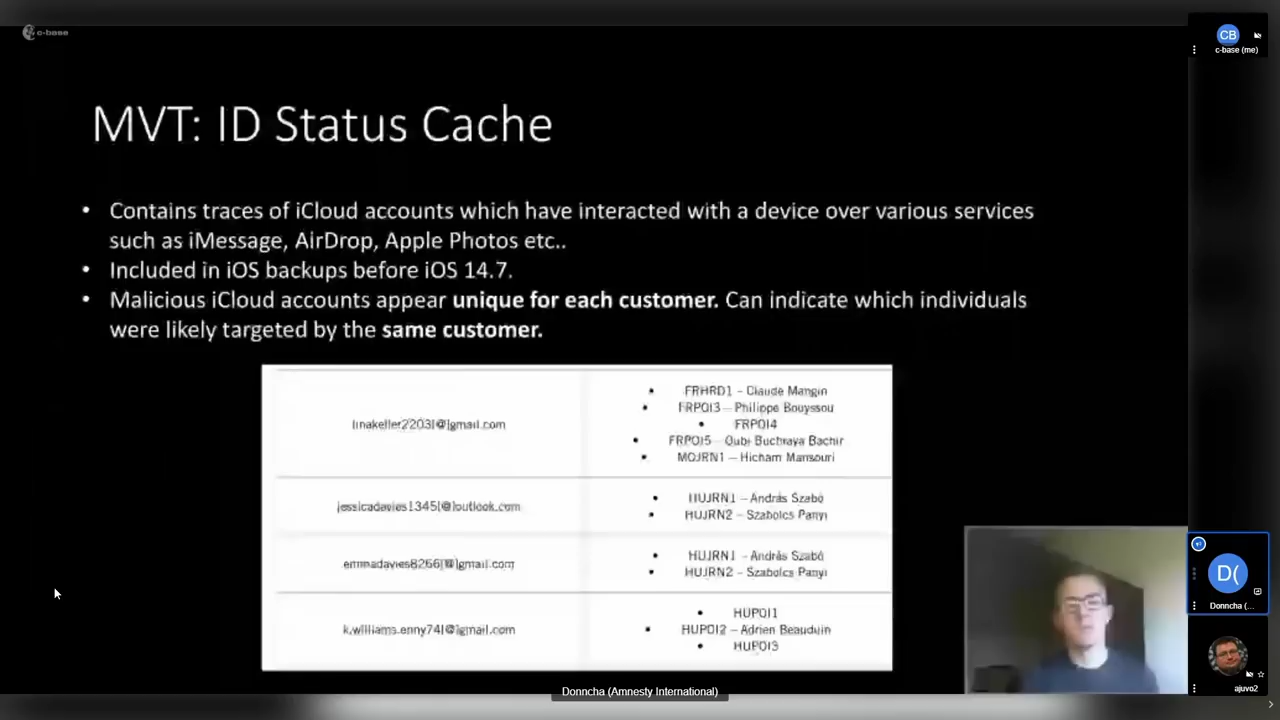 c-base
MVT: ID Status Cache
• Contains traces of iCloud accounts which have interacted with a device over various services
such as iMessage, AirDrop, Apple Photos etc..
• Included in iOS backups before iOS 14.7.
• Malicious iCloud accounts appear unique for each customer. Can indicate which individuals
were likely targeted by the same customer.
linakeller2203[@]gmail.com
• FRHRD1 – Claude Mangin
• FRPOI3 – Philippe Bouyssou
• FRPOI4
• FRPOI5 – Oubi Buchraya Bachir
• MOJRN1 – Hicham Mansouri
jessicadavies1345[@]outlook.com
• HUJRN1 – András Szabó
• HUJRN2 – Szabolcs Panyi
emmadavies8266[@]gmail.com
• HUJRN1 – András Szabó
• HUJRN2 – Szabolcs Panyi
k.williams.enny74[@]gmail.com
• HUPOI1
• HUPOI2 – Adrien Beauduin
• HUPOI3
CB
c-base (me)
D(
Donncha (...
ajuvo2
Donncha (Amnesty International)